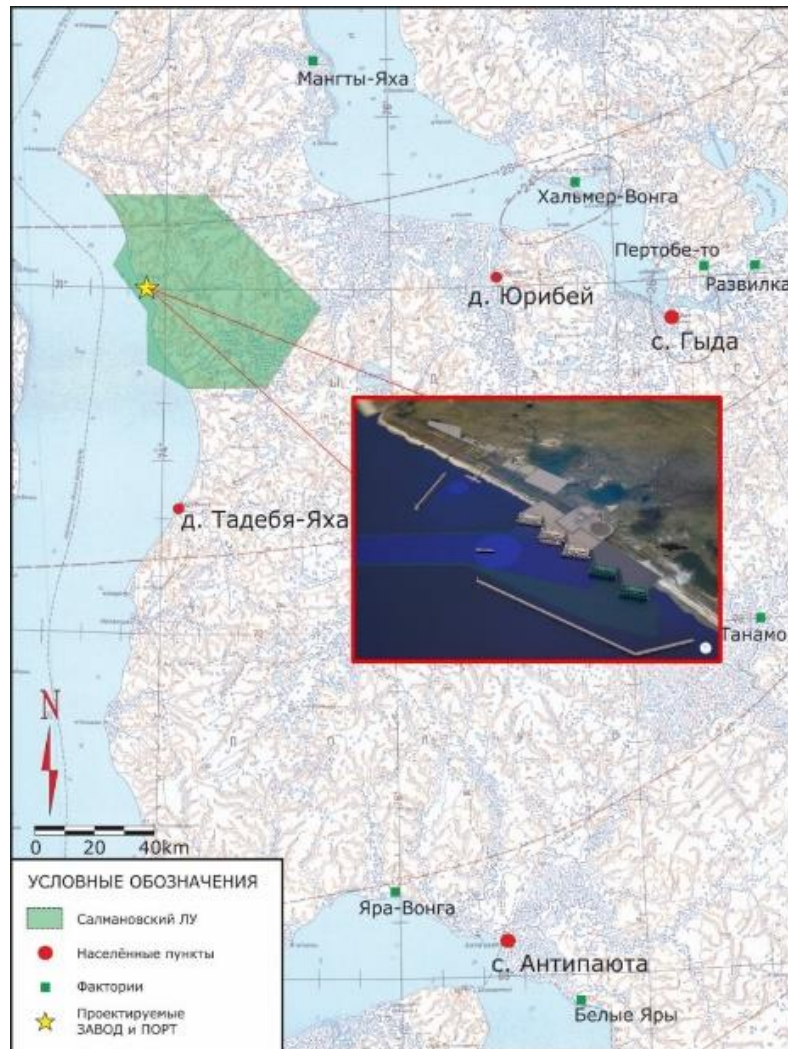 Мангты-Яха
Хальмер-Вонга
Пертобе-то
Развилка
д. Юрибей
с. Гыда
71°
д. Тадебя-Яха
Танамо
N
0 20 40km
УСЛОВНЫЕ ОБОЗНАЧЕНИЯ
Салмановский ЛУ
Населённые пункты
Фактории
Проектируемые
ЗАВОД и ПОРТ
Яра-Вонга
с. Антипаюта
Белые Яры